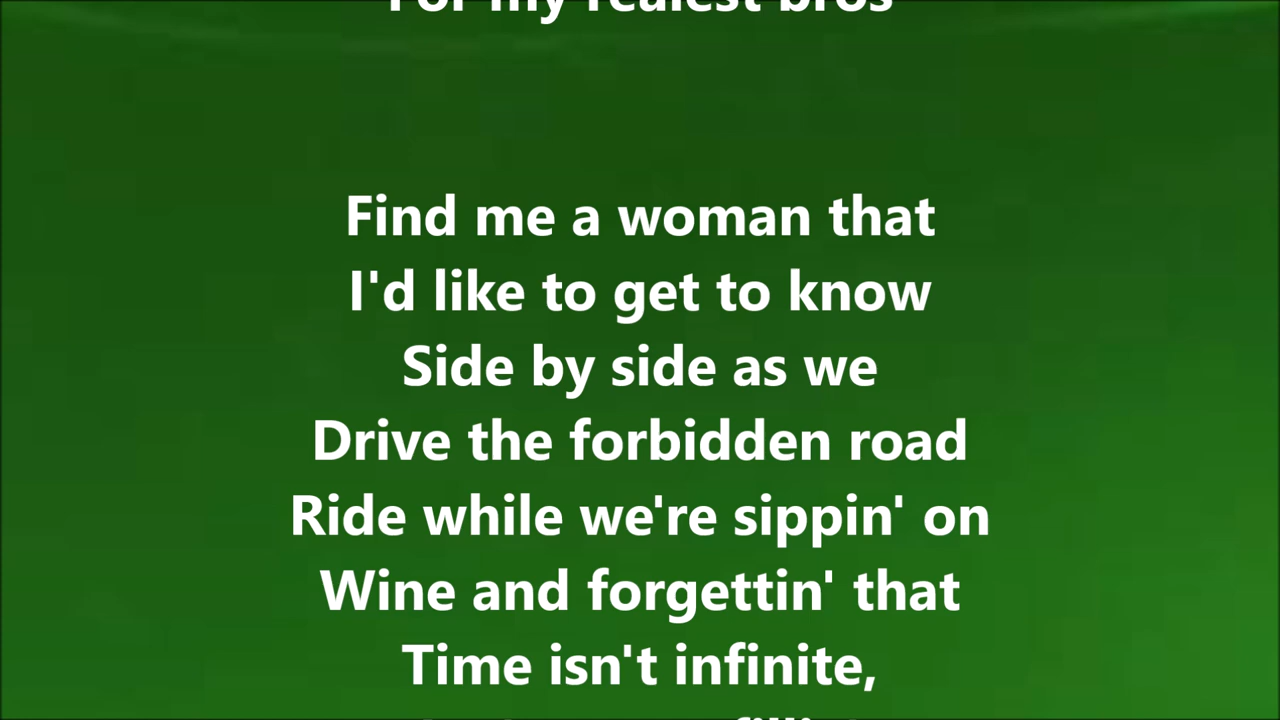 For my realest bros
Find me a woman that
I'd like to get to know
Side by side as we
Drive the forbidden road
Ride while we're sippin' on
Wine and forgettin' that
Time isn't infinite,